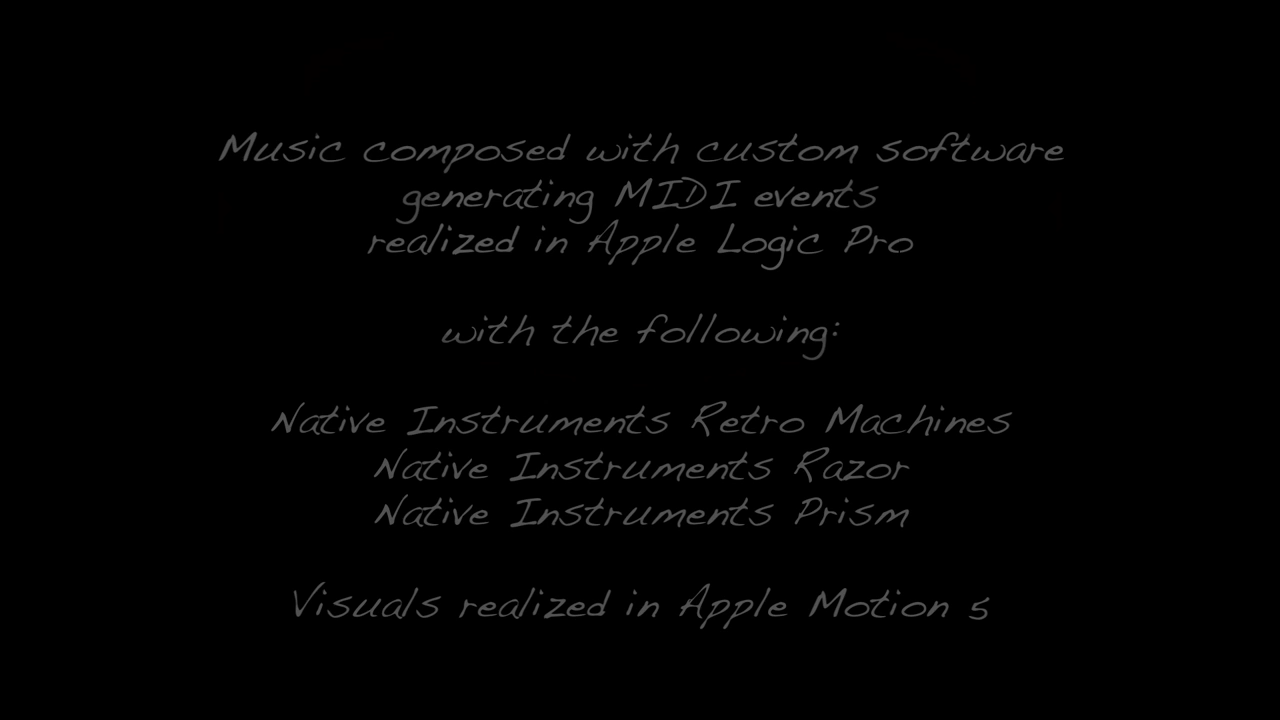 Music composed with custom software
generating MIDI events
realized in Apple Logic Pro
with the following:
Native Instruments Retro Machines
Native Instruments Razor
Native Instruments Prism
Visuals realized in Apple Motion 5